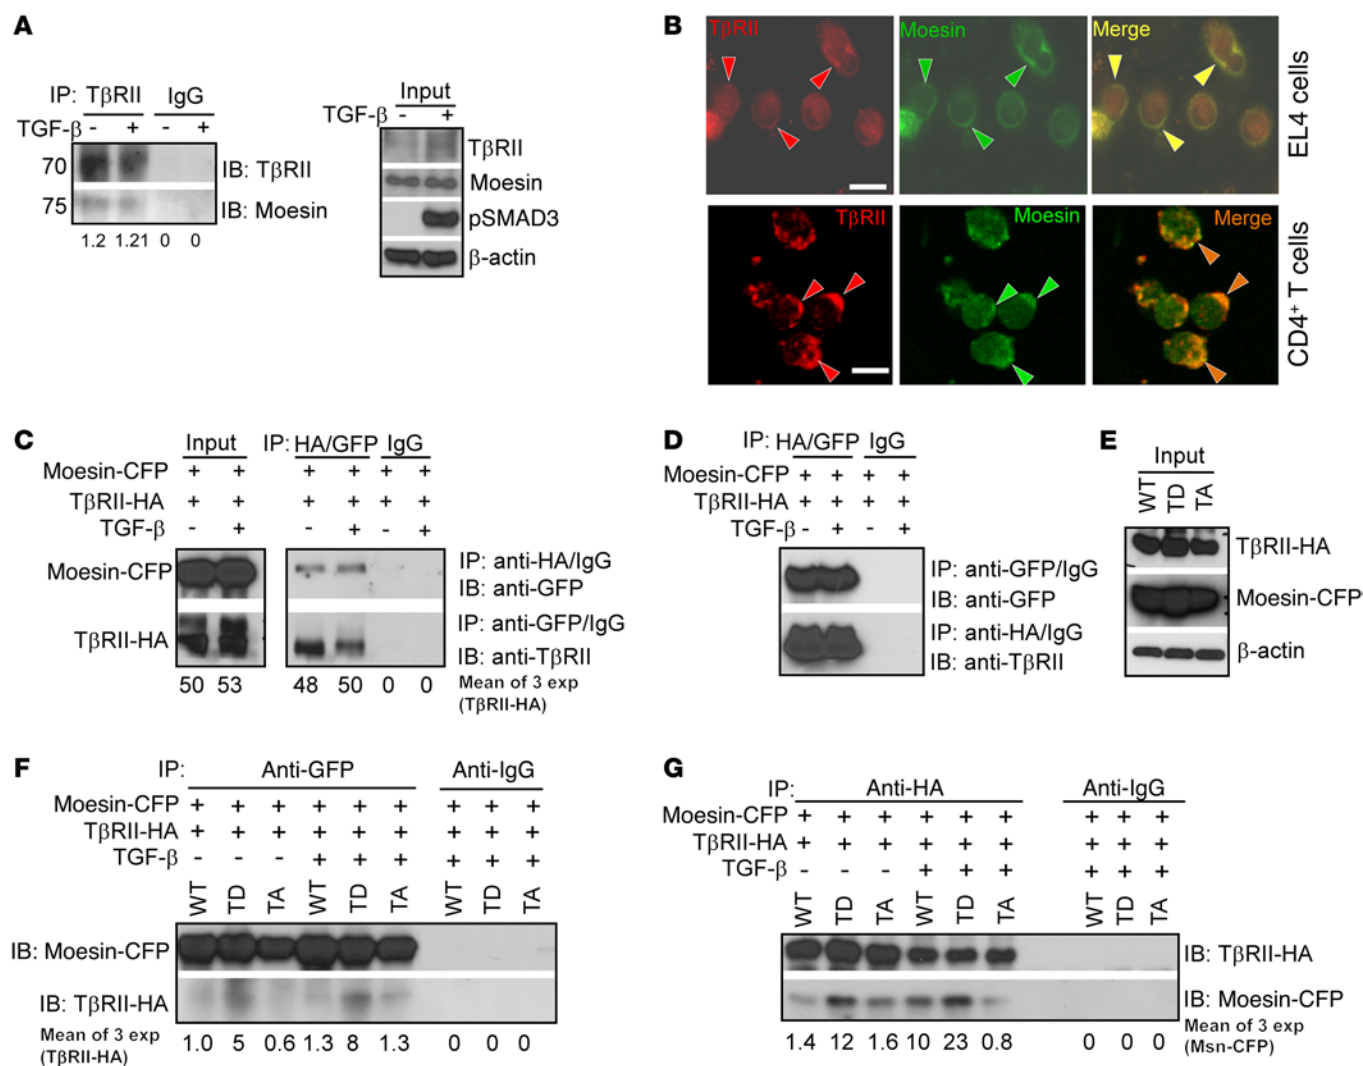 A
IP: TβRII IgG
TGF-β - + - +
70 IB: TβRII
75 IB: Moesin
1.2 1.21 0 0
Input
TGF-β - +
TβRII
Moesin
pSMAD3
β-actin
B
TβRII Moesin Merge
EL4 cells
TβRII Moesin Merge
CD4+ T cells
C
Input IP: HA/GFP IgG
Moesin-CFP + + + + + +
TβRII-HA + + + + + +
TGF-β - + - + - +
Moesin-CFP
IP: anti-HA/IgG
IB: anti-GFP
TβRII-HA
IP: anti-GFP/IgG
IB: anti-TβRII
50 53 48 50 0 0 Mean of 3 exp
(TβRII-HA)
D
IP: HA/GFP IgG
Moesin-CFP + + + +
TβRII-HA + + + +
TGF-β - + - +
IP: anti-GFP/IgG
IB: anti-GFP
IP: anti-HA/IgG
IB: anti-TβRII
E
Input
WT TD TA
TβRII-HA
Moesin-CFP
β-actin
F
IP: Anti-GFP Anti-IgG
Moesin-CFP + + + + + + + + +
TβRII-HA + + + + + + + + +
TGF-β - - - + + + + + +
WT TD TA WT TD TA WT TD TA
IB: Moesin-CFP
IB: TβRII-HA
Mean of 3 exp
(TβRII-HA) 1.0 5 0.6 1.3 8 1.3 0 0 0
G
IP: Anti-HA Anti-IgG
Moesin-CFP + + + + + + + + +
TβRII-HA + + + + + + + + +
TGF-β - - - + + + + + +
WT TD TA WT TD TA WT TD TA
IB: TβRII-HA
IB: Moesin-CFP
1.4 12 1.6 10 23 0.8 0 0 0 Mean of 3 exp
(Msn-CFP)